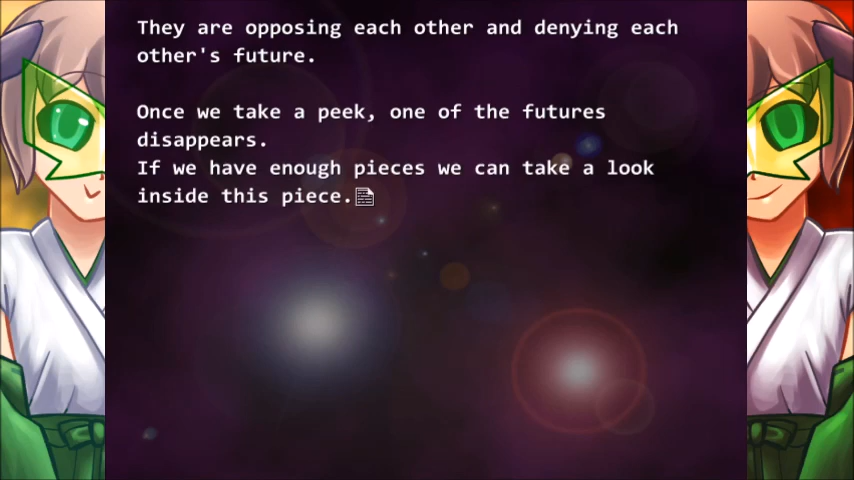 They are opposing each other and denying each
other's future.
Once we take a peek, one of the futures
disappears.
If we have enough pieces we can take a look
inside this piece.